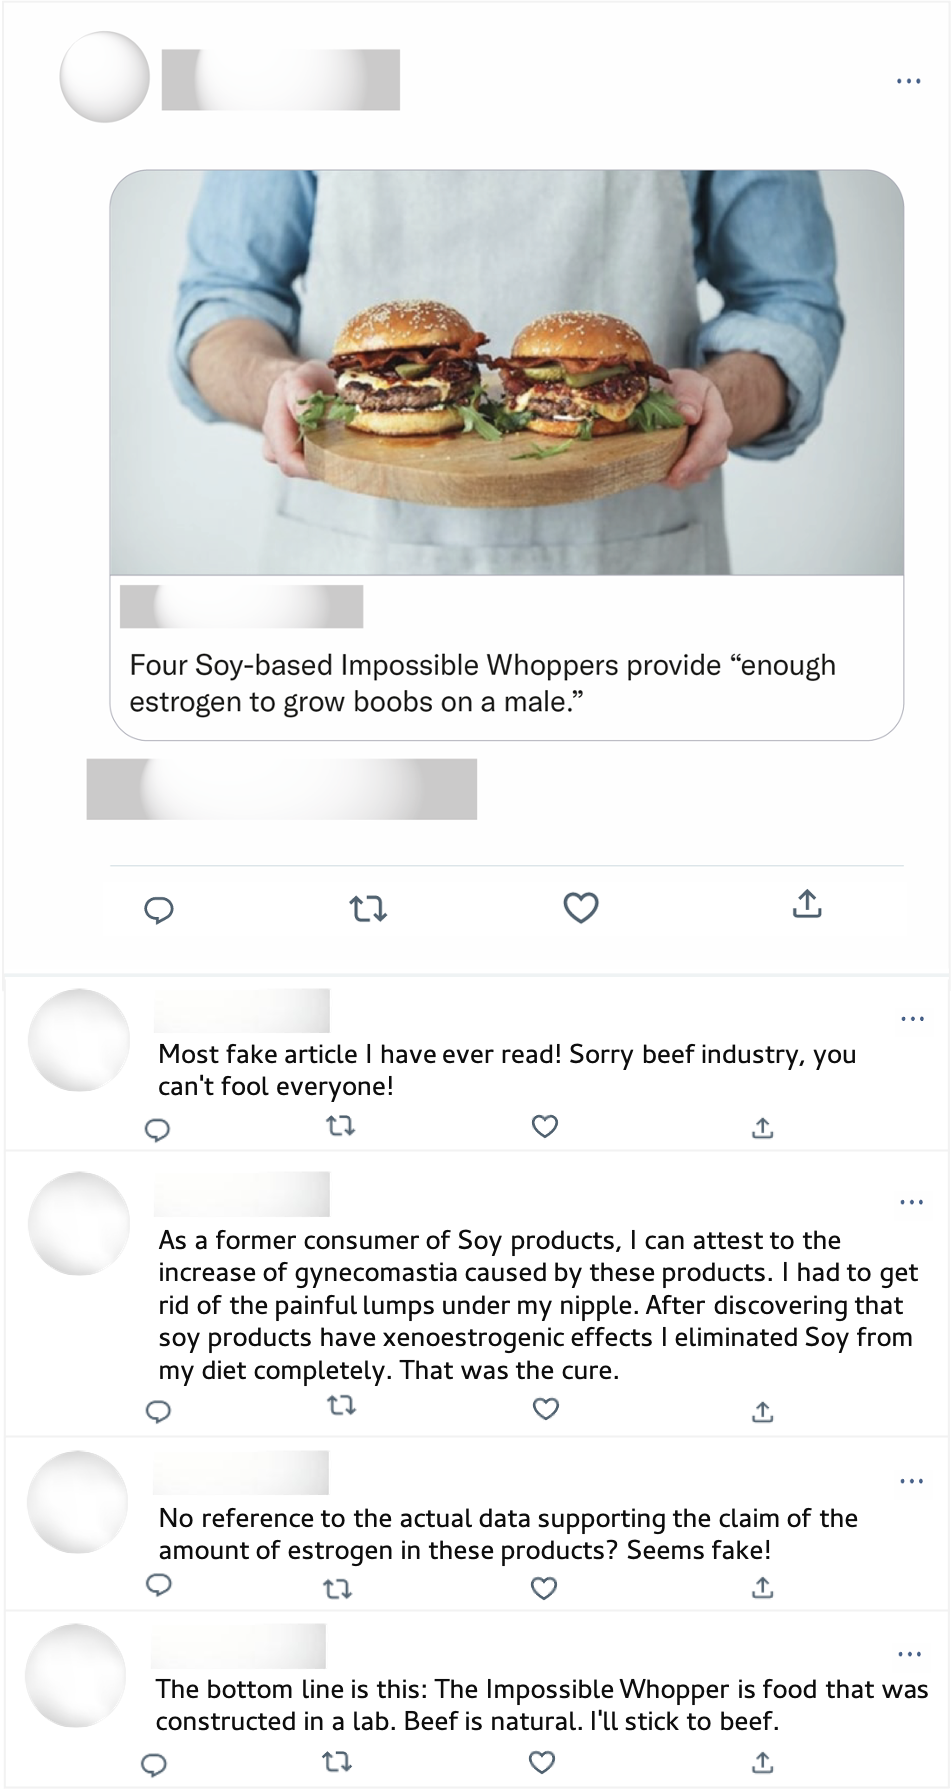 Four Soy-based Impossible Whoppers provide “enough
estrogen to grow boobs on a male.”
Most fake article I have ever read! Sorry beef industry, you
can't fool everyone!
As a former consumer of Soy products, I can attest to the
increase of gynecomastia caused by these products. I had to get
rid of the painful lumps under my nipple. After discovering that
soy products have xenoestrogenic effects I eliminated Soy from
my diet completely. That was the cure.
No reference to the actual data supporting the claim of the
amount of estrogen in these products? Seems fake!
The bottom line is this: The Impossible Whopper is food that was
constructed in a lab. Beef is natural. I'll stick to beef.